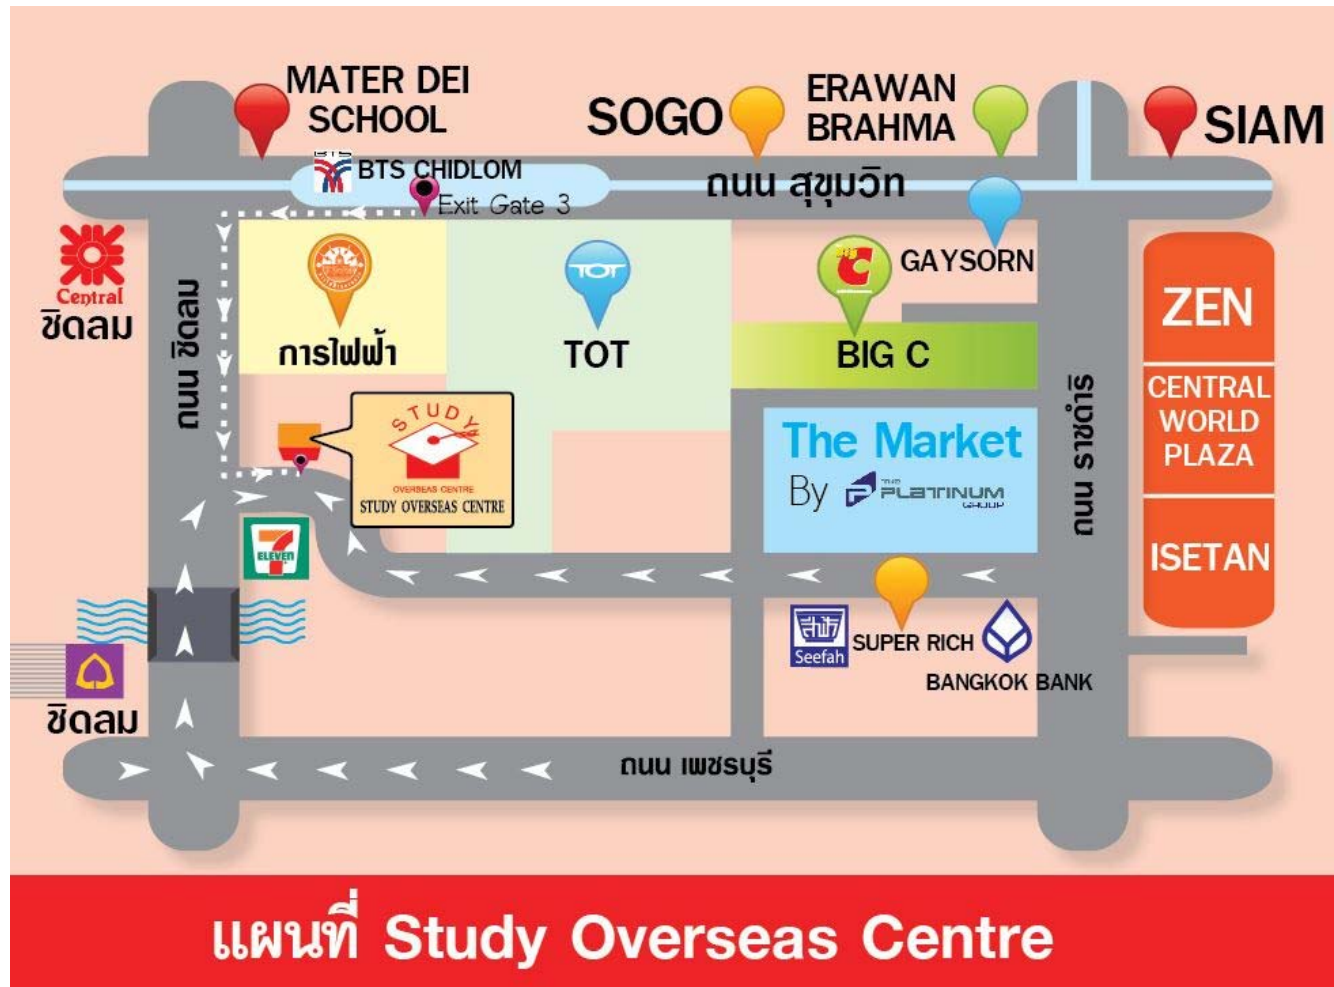 MATER DEI
SCHOOL
SOGO
ERAWAN
BRAHMA
SIAM
BTS
BTS CHIDLOM
Exit Gate 3
ถนน สุขุมวิท
Central
ชิดลม
ถนน ชิดลม
การไฟฟ้า
TOT
TOT
BIG C
C
GAYSORN
ZEN
CENTRAL
WORLD
PLAZA
ISETAN
ถนน ราชดำริ
STUDY
OVERSEAS CENTRE
STUDY OVERSEAS CENTRE
The Market
By THE PLATINUM GROUP
7 ELEVEN
สีฟ้า
Seefah
SUPER RICH
BANGKOK BANK
ชิดลม
ถนน เพชรบุรี
แผนที่ Study Overseas Centre